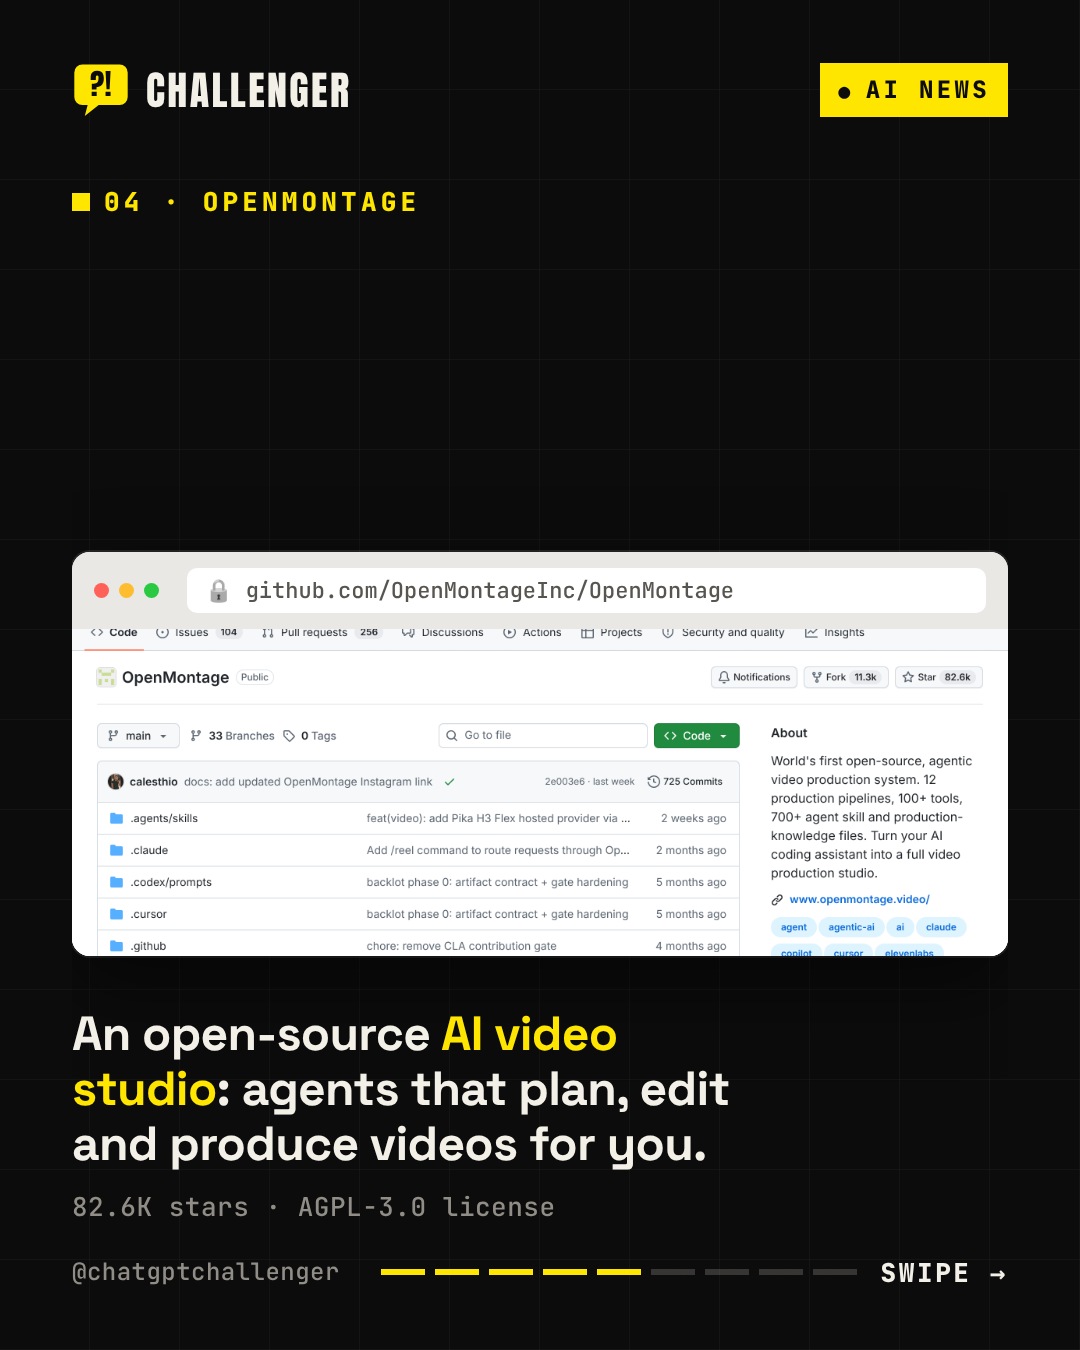 ?! CHALLENGER
● AI NEWS
04 · OPENMONTAGE
github.com/OpenMontageInc/OpenMontage
Code Issues 104 Pull requests 256 Discussions Actions Projects Security and quality Insights
OpenMontage Public Notifications Fork 11.3k Star 82.6k
main 33 Branches 0 Tags Go to file Code
calesthio docs: add updated OpenMontage Instagram link 2e003e6 · last week 725 Commits
.agents/skills feat(video): add Pika H3 Flex hosted provider via ... 2 weeks ago
.claude Add /reel command to route requests through Op... 2 months ago
.codex/prompts backlot phase 0: artifact contract + gate hardening 5 months ago
.cursor backlot phase 0: artifact contract + gate hardening 5 months ago
.github chore: remove CLA contribution gate 4 months ago
About
World's first open-source, agentic
video production system. 12
production pipelines, 100+ tools,
700+ agent skill and production-
knowledge files. Turn your AI
coding assistant into a full video
production studio.
www.openmontage.video/
agent agentic-ai ai claude
copilot cursor elevenlabs
An open-source AI video
studio: agents that plan, edit
and produce videos for you.
82.6K stars · AGPL-3.0 license
@chatgptchallenger SWIPE →